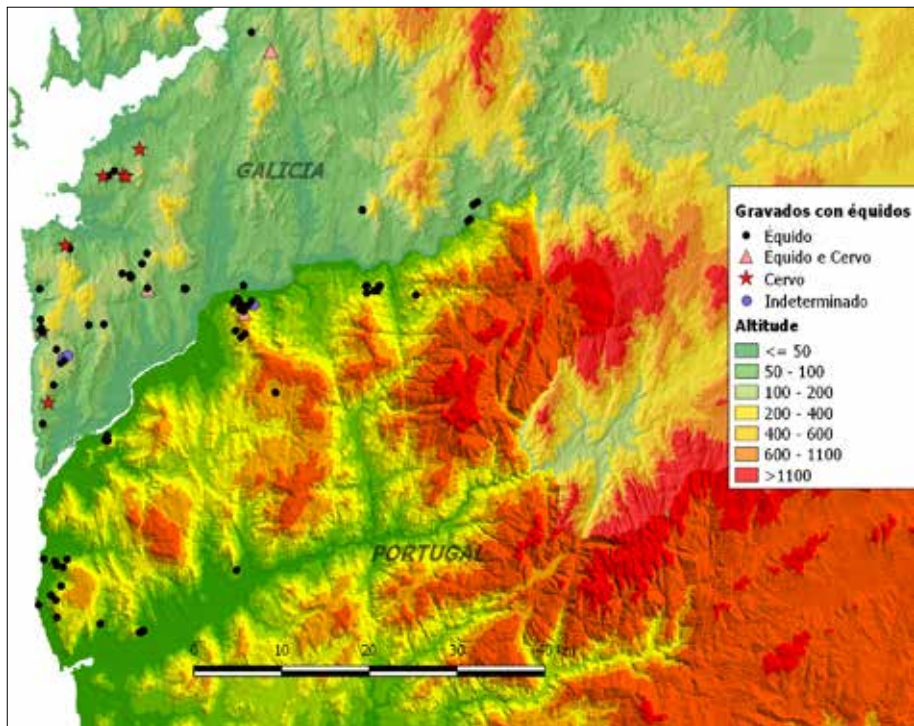 GALICIA
PORTUGAL
Gravados con équidos
Équido
Équido e Cervo
Cervo
Indeterminado
Altitude
<= 50
50 - 100
100 - 200
200 - 400
400 - 600
600 - 1100
>1100
0 10 20 30 40 km